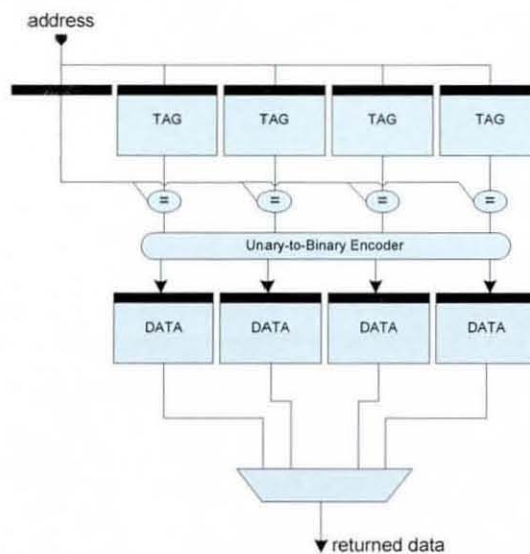 address
TAG TAG TAG TAG
= = = =
Unary-to-Binary Encoder
DATA DATA DATA DATA
returned data